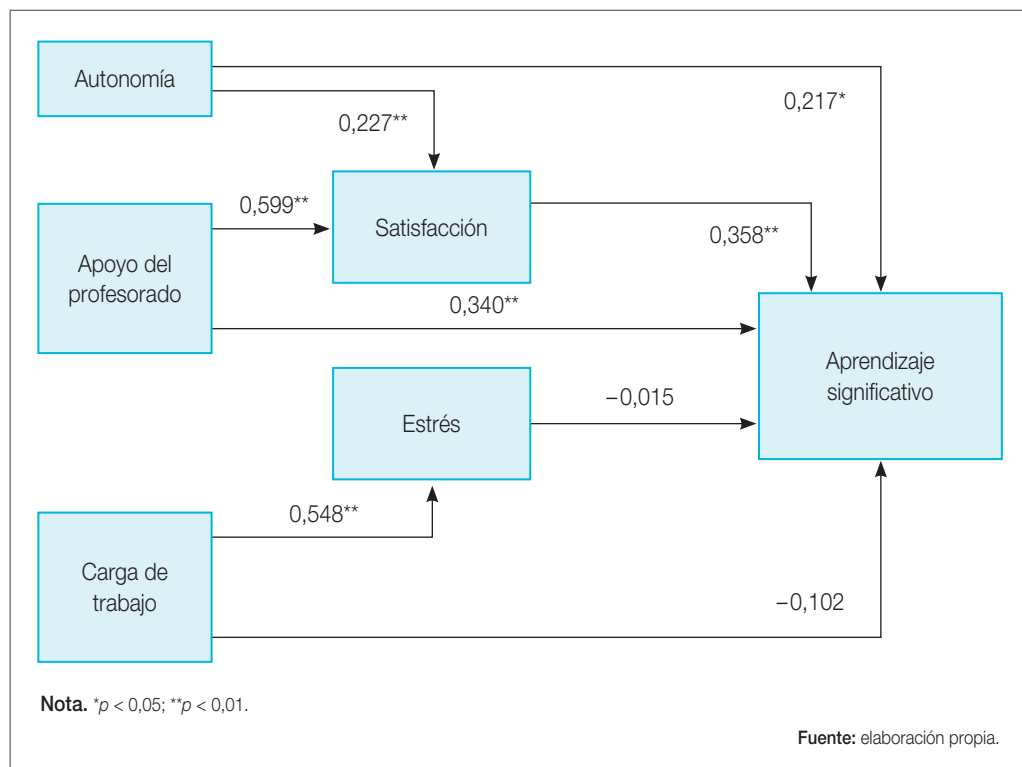 Autonomía
0,217*
0,227**
0,599**
Satisfacción
0,358**
Apoyo del
profesorado
0,340**
Aprendizaje
significativo
Estrés
−0,015
0,548**
Carga de
trabajo
−0,102
Nota. *p < 0,05; **p < 0,01.
Fuente: elaboración propia.